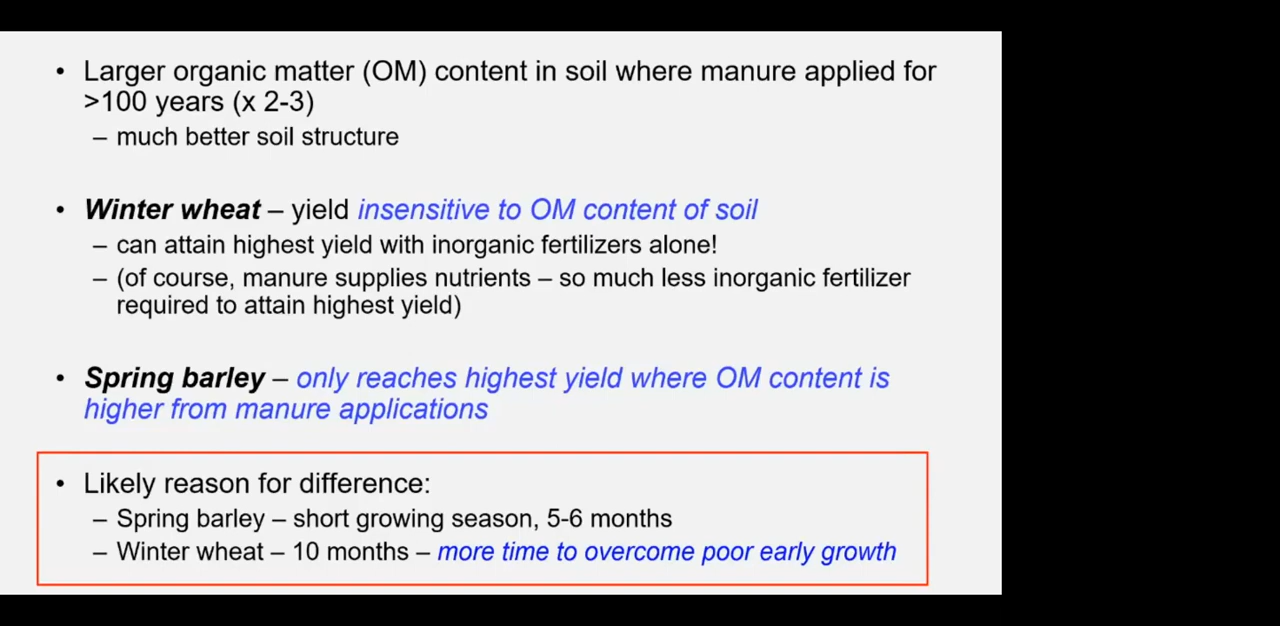 • Larger organic matter (OM) content in soil where manure applied for
>100 years (x 2-3)
– much better soil structure
• Winter wheat – yield insensitive to OM content of soil
– can attain highest yield with inorganic fertilizers alone!
– (of course, manure supplies nutrients – so much less inorganic fertilizer
required to attain highest yield)
• Spring barley – only reaches highest yield where OM content is
higher from manure applications
• Likely reason for difference:
– Spring barley – short growing season, 5-6 months
– Winter wheat – 10 months – more time to overcome poor early growth